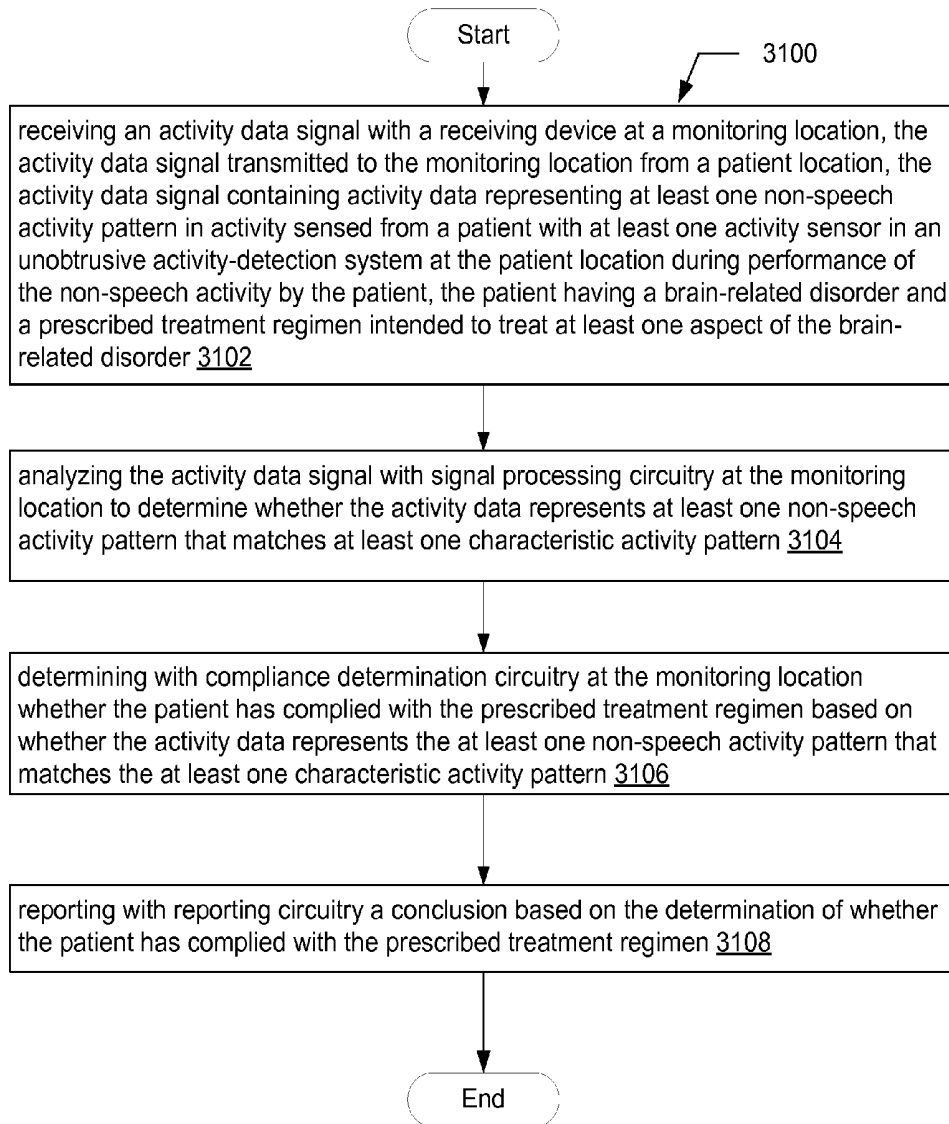 Start
3100
receiving an activity data signal with a receiving device at a monitoring location, the
activity data signal transmitted to the monitoring location from a patient location, the
activity data signal containing activity data representing at least one non-speech
activity pattern in activity sensed from a patient with at least one activity sensor in an
unobtrusive activity-detection system at the patient location during performance of
the non-speech activity by the patient, the patient having a brain-related disorder and
a prescribed treatment regimen intended to treat at least one aspect of the brain-
related disorder 3102
analyzing the activity data signal with signal processing circuitry at the monitoring
location to determine whether the activity data represents at least one non-speech
activity pattern that matches at least one characteristic activity pattern 3104
determining with compliance determination circuitry at the monitoring location
whether the patient has complied with the prescribed treatment regimen based on
whether the activity data represents the at least one non-speech activity pattern that
matches the at least one characteristic activity pattern 3106
reporting with reporting circuitry a conclusion based on the determination of whether
the patient has complied with the prescribed treatment regimen 3108
End